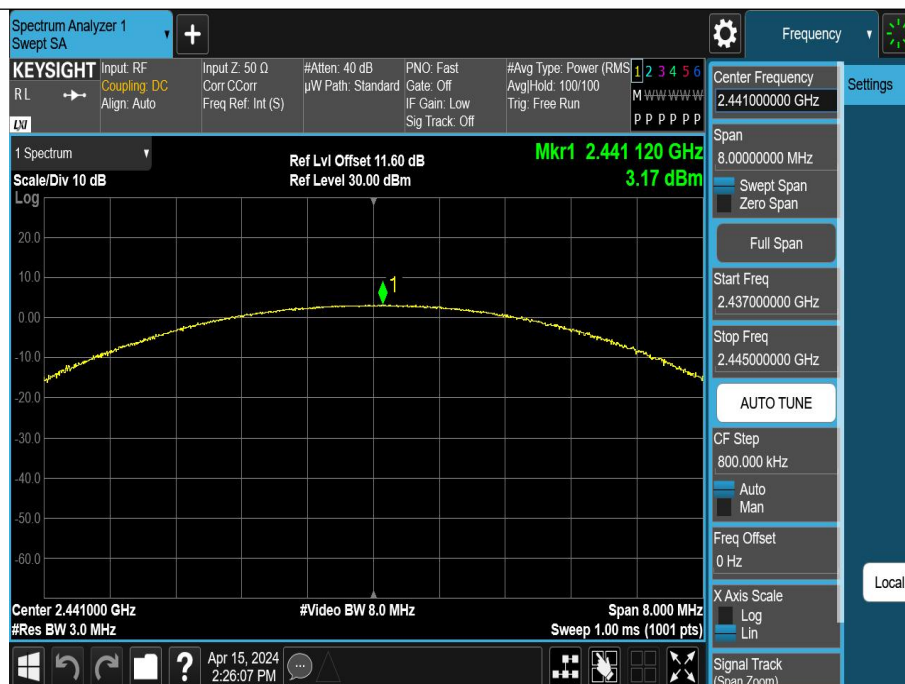 Spectrum Analyzer 1
Swept SA
Frequency
KEYSIGHT
RL
LXI
Input: RF
Coupling: DC
Align: Auto
Input Z: 50 Ω
Corr CCorr
Freq Ref: Int (S)
#Atten: 40 dB
µW Path: Standard
PNO: Fast
Gate: Off
IF Gain: Low
Sig Track: Off
#Avg Type: Power (RMS
Avg|Hold: 100/100
Trig: Free Run
1 2 3 4 5 6
M W W W W W
P P P P P P
1 Spectrum
Scale/Div 10 dB
Log
Ref Lvl Offset 11.60 dB
Ref Level 30.00 dBm
Mkr1 2.441 120 GHz
3.17 dBm
20.0
10.0
0.00
-10.0
-20.0
-30.0
-40.0
-50.0
-60.0
1
Center 2.441000 GHz
#Res BW 3.0 MHz
#Video BW 8.0 MHz
Span 8.000 MHz
Sweep 1.00 ms (1001 pts)
Apr 15, 2024
2:26:07 PM
Center Frequency
2.441000000 GHz
Span
8.00000000 MHz
Swept Span
Zero Span
Full Span
Start Freq
2.437000000 GHz
Stop Freq
2.445000000 GHz
AUTO TUNE
CF Step
800.000 kHz
Auto
Man
Freq Offset
0 Hz
X Axis Scale
Log
Lin
Signal Track
(Span Zoom)
Settings
Local